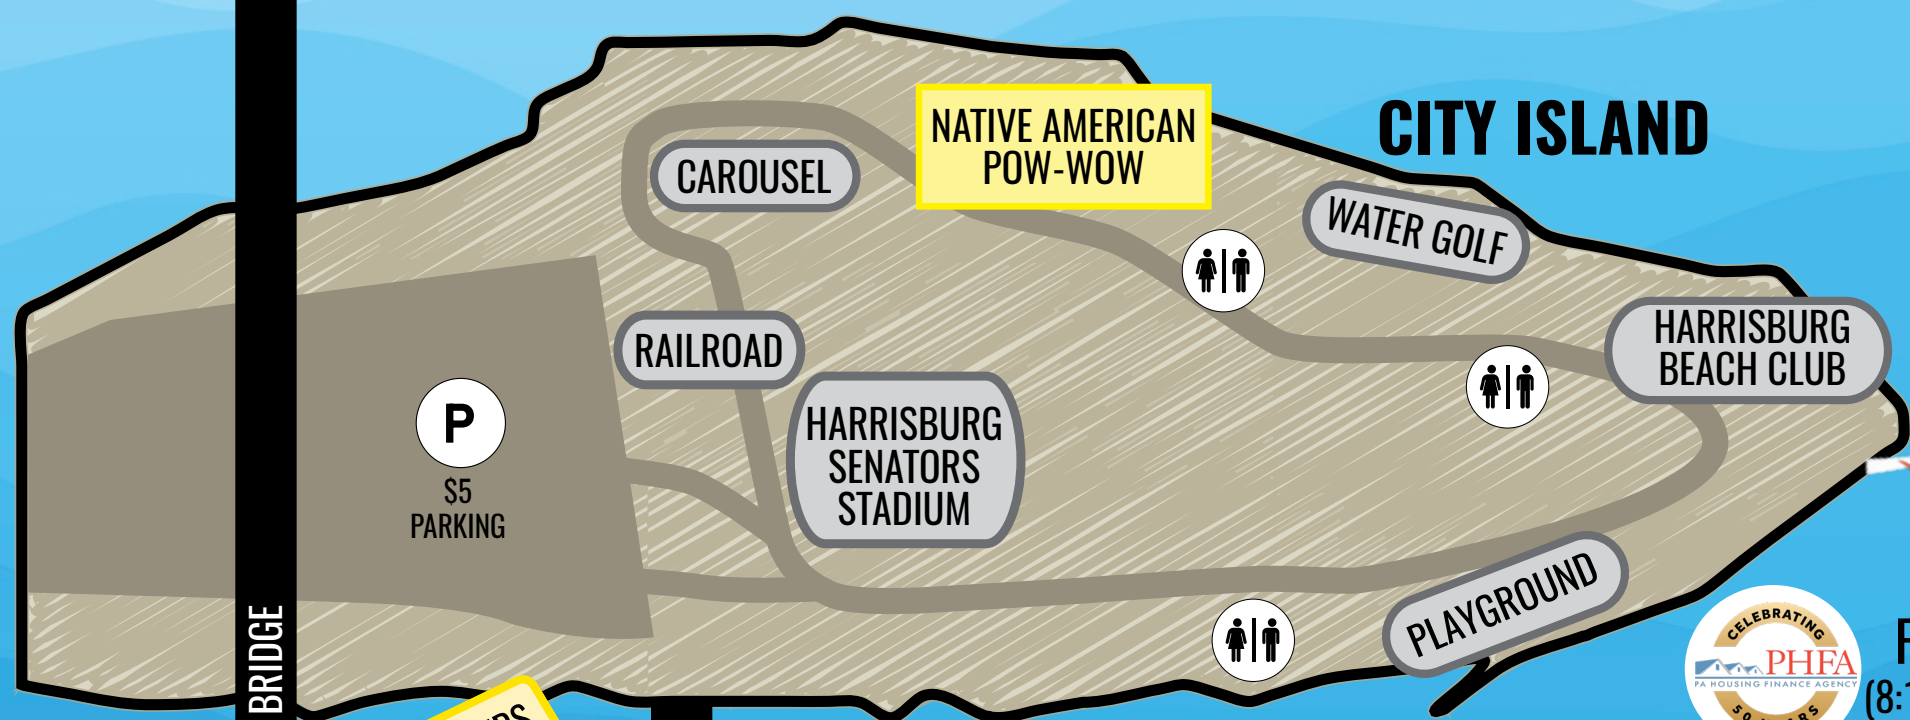 CITY ISLAND
NATIVE AMERICAN
POW-WOW
CAROUSEL
WATER GOLF
RAILROAD
HARRISBURG
BEACH CLUB
HARRISBURG
SENATORS
STADIUM
P
$5
PARKING
PLAYGROUND
BRIDGE
CELEBRATING
PHFA
PA HOUSING FINANCE AGENCY
(8: